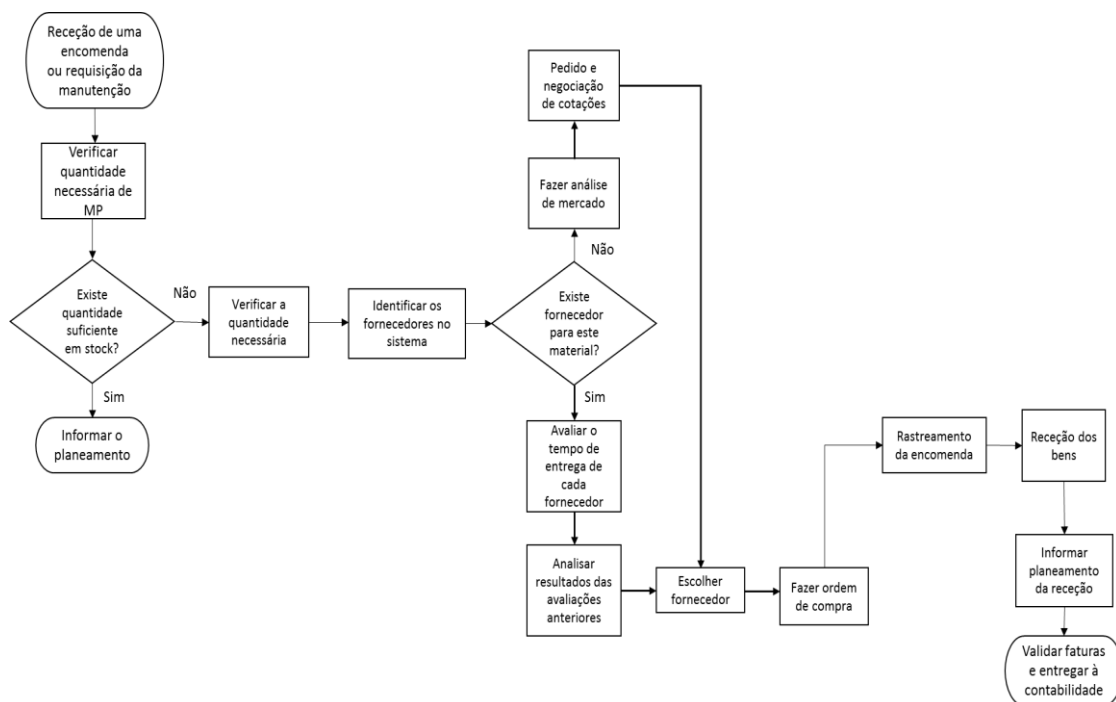 Receção de uma
encomenda
ou requisição da
manutenção
Verificar
quantidade
necessária de
MP
Existe
quantidade
suficiente
em stock?
Não
Sim
Informar o
planeamento
Verificar a
quantidade
necessária
Identificar os
fornecedores no
sistema
Existe
fornecedor
para este
material?
Não
Fazer análise
de mercado
Pedido e
negociação
de cotações
Sim
Avaliar o
tempo de
entrega de
cada
fornecedor
Analisar
resultados das
avaliações
anteriores
Escolher
fornecedor
Fazer ordem
de compra
Rastreamento
da encomenda
Receção dos
bens
Informar
planeamento
da receção
Validar faturas
e entregar à
contabilidade